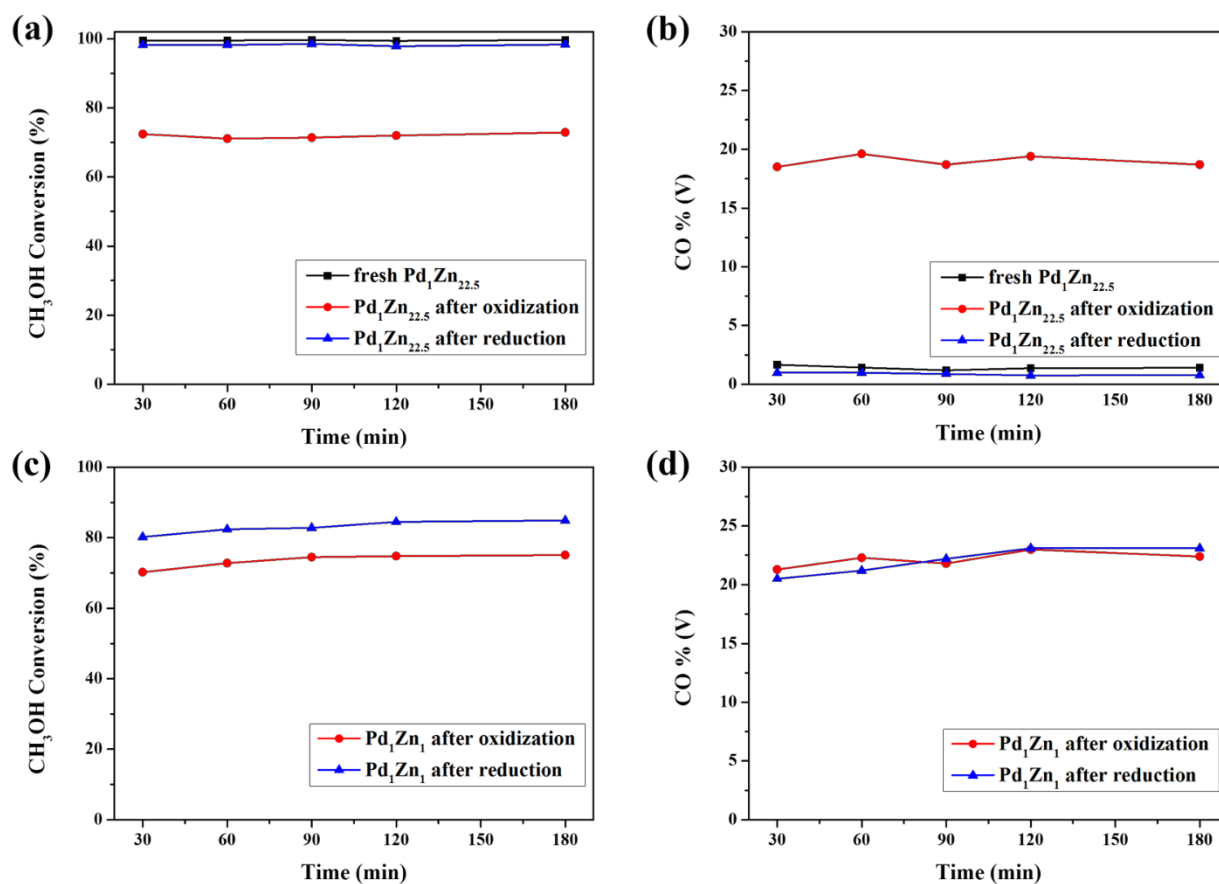 (a)
CH₃OH Conversion (%)
100
80
60
40
20
0
fresh Pd₁Zn₂₂.₅
Pd₁Zn₂₂.₅ after oxidization
Pd₁Zn₂₂.₅ after reduction
30 60 90 120 150 180
Time (min)
(b)
CO % (V)
30
25
20
15
10
5
0
fresh Pd₁Zn₂₂.₅
Pd₁Zn₂₂.₅ after oxidization
Pd₁Zn₂₂.₅ after reduction
30 60 90 120 150 180
Time (min)
(c)
CH₃OH Conversion (%)
100
80
60
40
20
0
Pd₁Zn₁ after oxidization
Pd₁Zn₁ after reduction
30 60 90 120 150 180
Time (min)
(d)
CO % (V)
30
25
20
15
10
5
0
Pd₁Zn₁ after oxidization
Pd₁Zn₁ after reduction
30 60 90 120 150 180
Time (min)